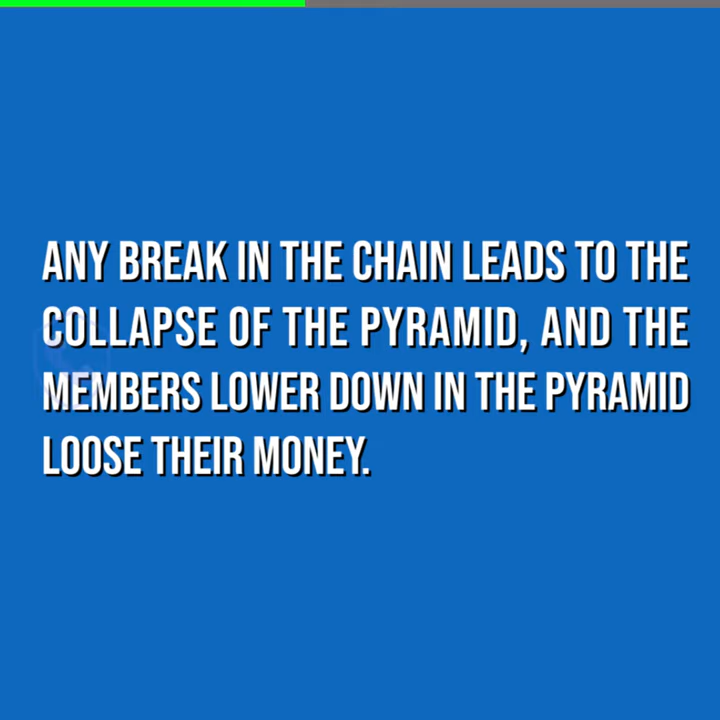 ANY BREAK IN THE CHAIN LEADS TO THE
COLLAPSE OF THE PYRAMID, AND THE
MEMBERS LOWER DOWN IN THE PYRAMID
LOOSE THEIR MONEY.